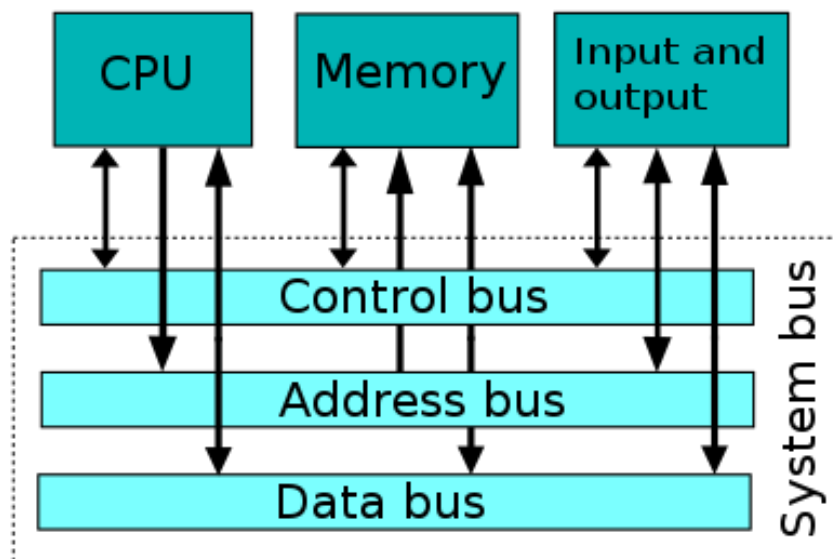 CPU
Memory
Input and
output
Control bus
Address bus
Data bus
System bus